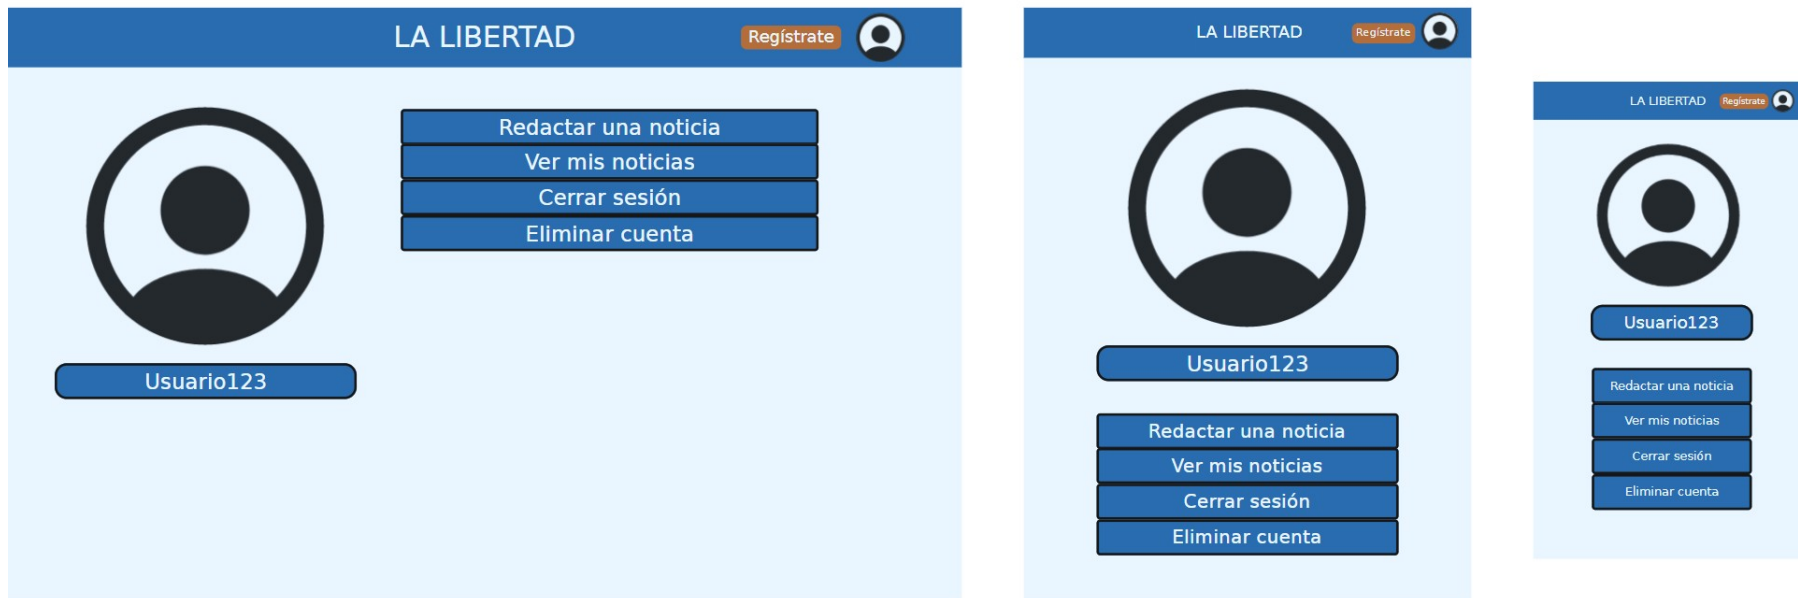 LA LIBERTAD
Regístrate
Redactar una noticia
Ver mis noticias
Cerrar sesión
Eliminar cuenta
Usuario123
LA LIBERTAD
Regístrate
Usuario123
Redactar una noticia
Ver mis noticias
Cerrar sesión
Eliminar cuenta
LA LIBERTAD
Regístrate
Usuario123
Redactar una noticia
Ver mis noticias
Cerrar sesión
Eliminar cuenta